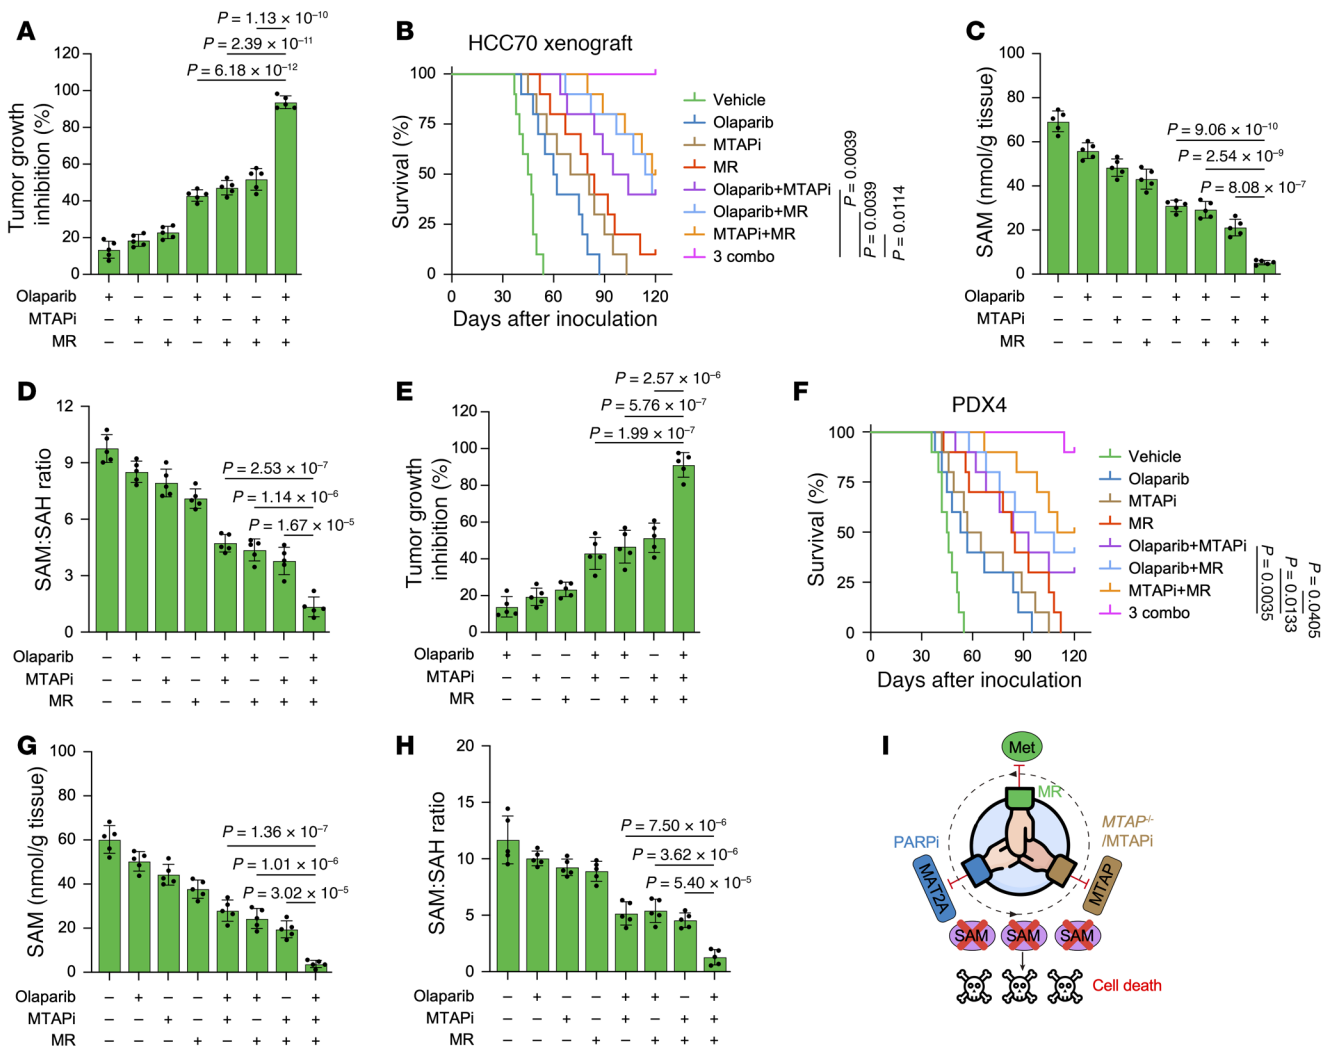 A
P = 1.13 × 10⁻¹⁰
P = 2.39 × 10⁻¹¹
P = 6.18 × 10⁻¹²
Tumor growth
inhibition (%)
120
100
80
60
40
20
0
Olaparib + − − + + − +
MTAPi − + − + − + +
MR − − + − + + +
B
HCC70 xenograft
Survival (%)
100
75
50
25
0
0 30 60 90 120
Days after inoculation
Vehicle
Olaparib
MTAPi
MR
Olaparib+MTAPi
Olaparib+MR
MTAPi+MR
3 combo
P = 0.0039
P = 0.0039
P = 0.0114
C
SAM (nmol/g tissue)
100
80
60
40
20
0
P = 9.06 × 10⁻¹⁰
P = 2.54 × 10⁻⁹
P = 8.08 × 10⁻⁷
Olaparib − + − − + + − +
MTAPi − − + − + − + +
MR − − − + − + + +
D
SAM:SAH ratio
12
9
6
3
0
P = 2.53 × 10⁻⁷
P = 1.14 × 10⁻⁶
P = 1.67 × 10⁻⁵
Olaparib − + − − + + − +
MTAPi − − + − + − + +
MR − − − + − + + +
E
P = 2.57 × 10⁻⁶
P = 5.76 × 10⁻⁷
P = 1.99 × 10⁻⁷
Tumor growth
inhibition (%)
120
100
80
60
40
20
0
Olaparib + − − + + − +
MTAPi − + − + − + +
MR − − + − + + +
F
PDX4
Survival (%)
100
75
50
25
0
0 30 60 90 120
Days after inoculation
Vehicle
Olaparib
MTAPi
MR
Olaparib+MTAPi
Olaparib+MR
MTAPi+MR
3 combo
P = 0.0035
P = 0.0133
P = 0.0405
G
SAM (nmol/g tissue)
100
80
60
40
20
0
P = 1.36 × 10⁻⁷
P = 1.01 × 10⁻⁶
P = 3.02 × 10⁻⁵
Olaparib − + − − + + − +
MTAPi − − + − + − + +
MR − − − + − + + +
H
SAM:SAH ratio
20
15
10
5
0
P = 7.50 × 10⁻⁶
P = 3.62 × 10⁻⁶
P = 5.40 × 10⁻⁵
Olaparib − + − − + + − +
MTAPi − − + − + − + +
MR − − − + − + + +
I
Met
MR
MTAP⁻/⁻
/MTAPi
PARPi
MAT2A
MTAP
SAM SAM SAM
Cell death